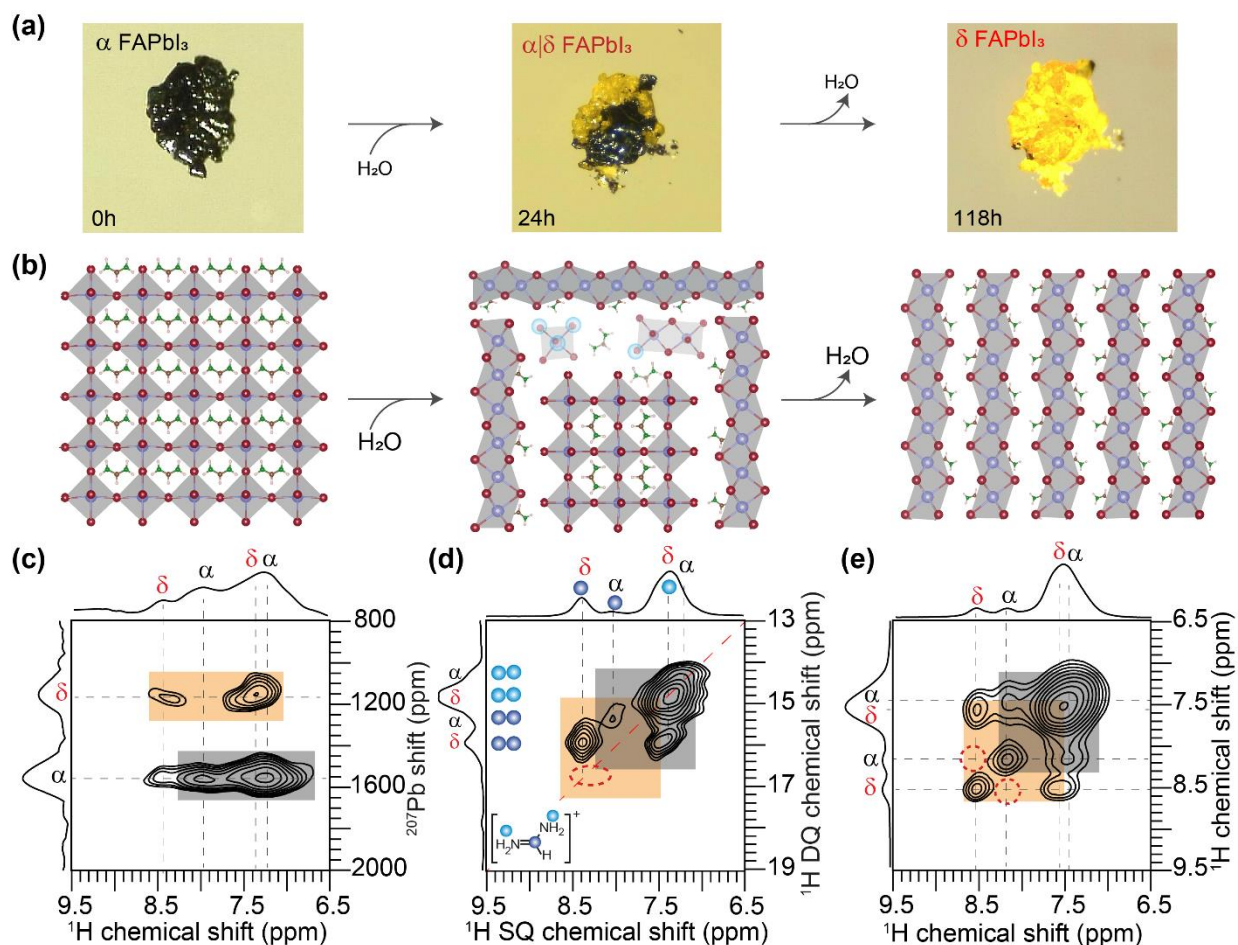 (a)
α FAPbI₃
0h
H₂O
α|δ FAPbI₃
24h
H₂O
δ FAPbI₃
118h
(b)
H₂O
H₂O
(c)
δ α δ α
800
1200
1600
2000
δ
α
²⁰⁷Pb shift (ppm)
9.5 8.5 7.5 6.5
¹H chemical shift (ppm)
(d)
δ α δ α
13
15
17
19
α
δ
α
δ
¹H DQ chemical shift (ppm)
[H₂N=C(H)NH₂]⁺
9.5 8.5 7.5 6.5
¹H SQ chemical shift (ppm)
(e)
δ α δ α
6.5
7.5
8.5
9.5
α
δ
α
δ
¹H chemical shift (ppm)
9.5 8.5 7.5 6.5
¹H chemical shift (ppm)